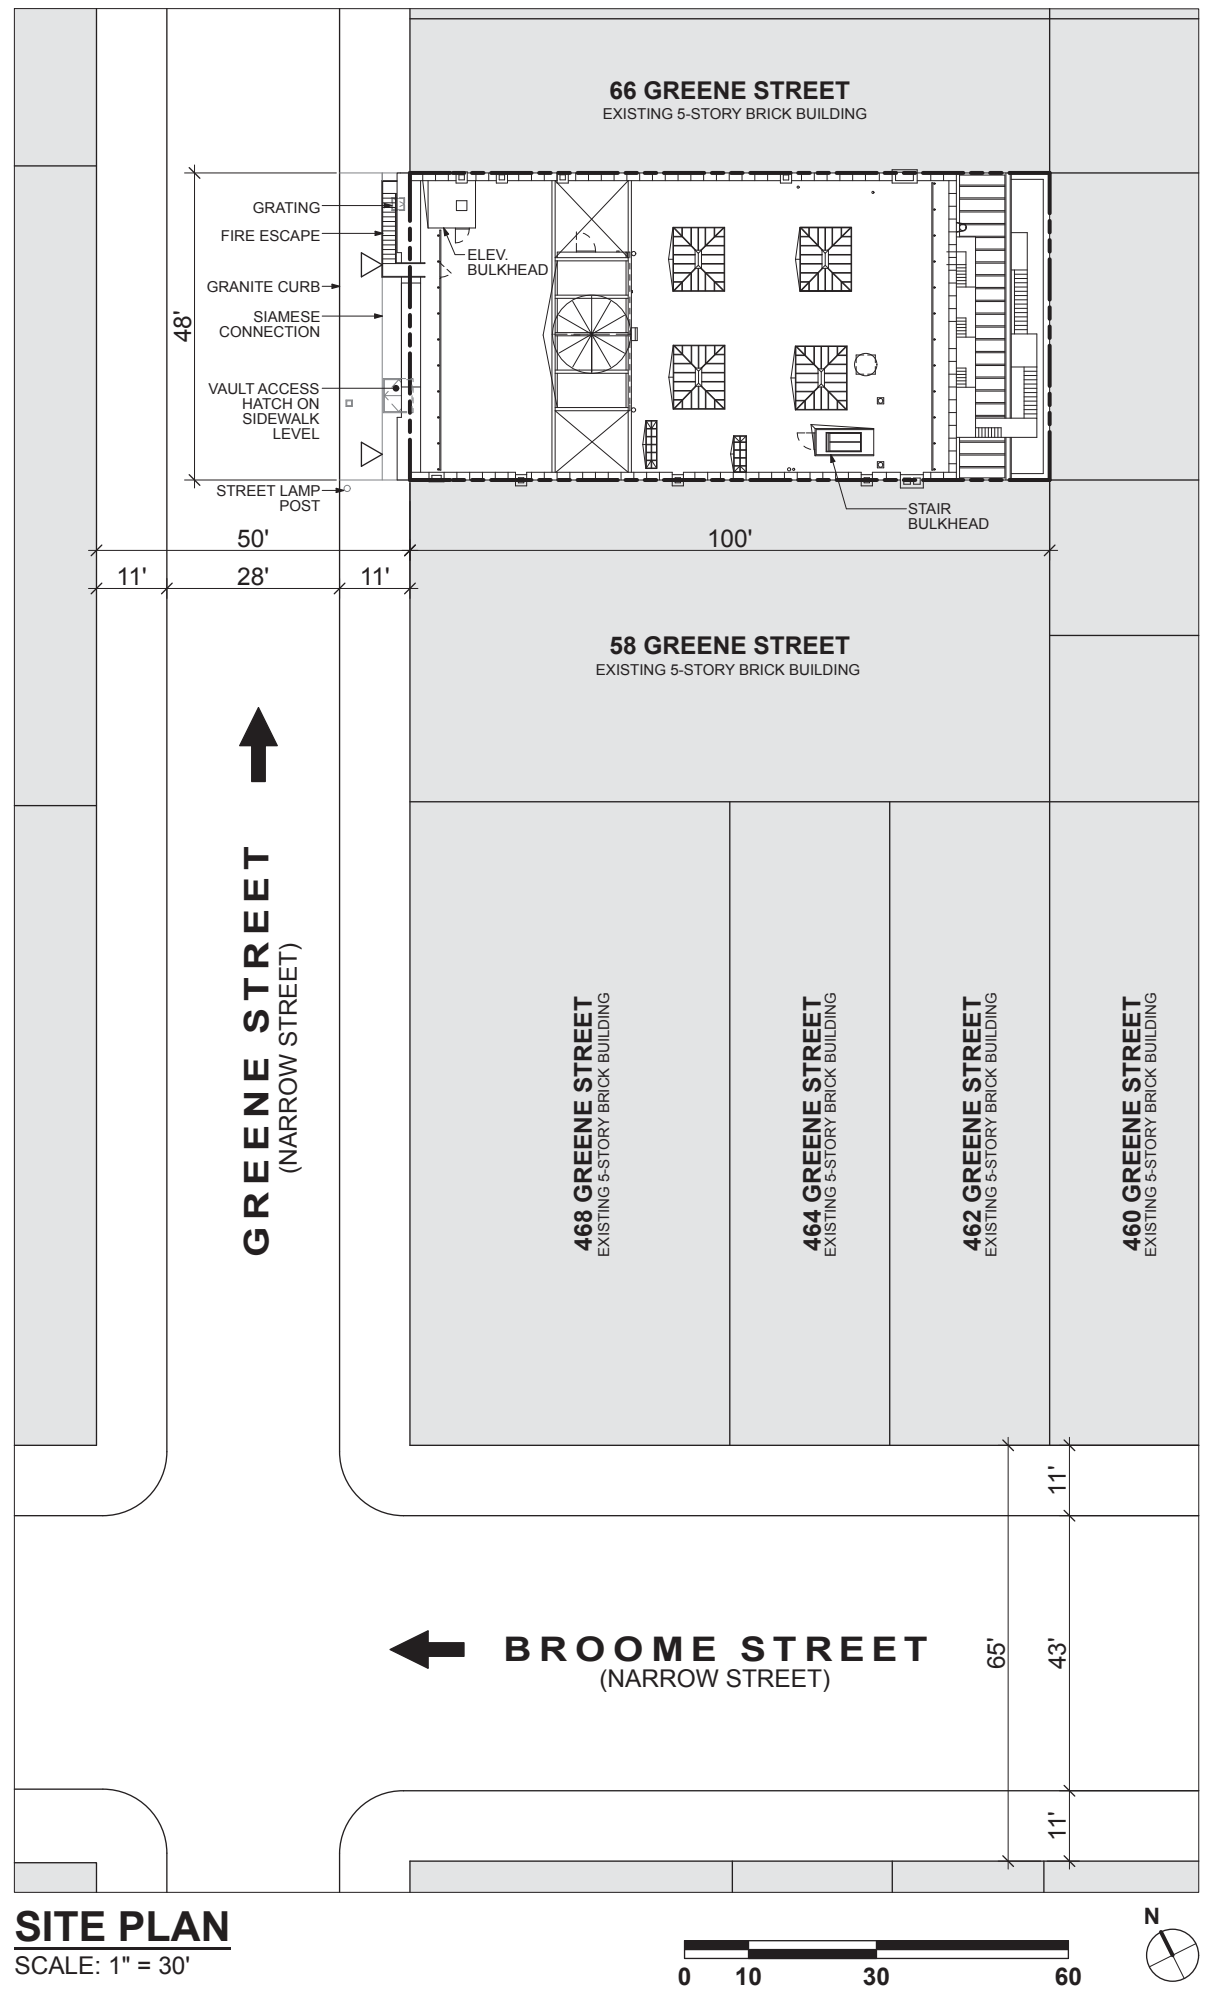 66 GREENE STREET
EXISTING 5-STORY BRICK BUILDING
GRATING
FIRE ESCAPE
ELEV.
BULKHEAD
GRANITE CURB
SIAMESE
CONNECTION
48'
VAULT ACCESS
HATCH ON
SIDEWALK
LEVEL
STREET LAMP
POST
STAIR
BULKHEAD
50'
100'
11'
28'
11'
58 GREENE STREET
EXISTING 5-STORY BRICK BUILDING
GREENE STREET
(NARROW STREET)
468 GREENE STREET
EXISTING 5-STORY BRICK BUILDING
464 GREENE STREET
EXISTING 5-STORY BRICK BUILDING
462 GREENE STREET
EXISTING 5-STORY BRICK BUILDING
460 GREENE STREET
EXISTING 5-STORY BRICK BUILDING
11'
BROOME STREET
(NARROW STREET)
65'
43'
11'
SITE PLAN
SCALE: 1" = 30'
0 10 30 60
N